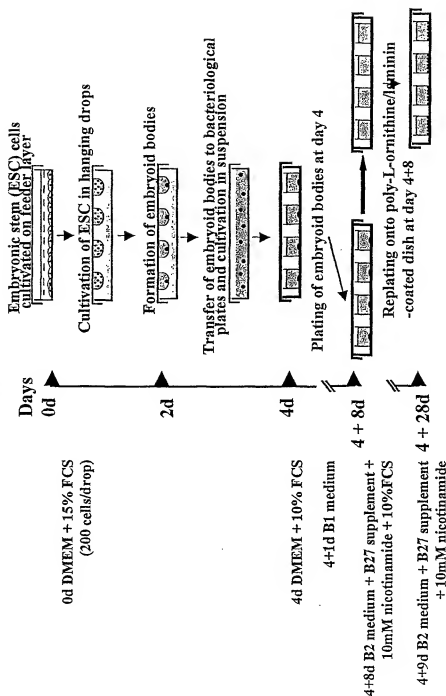 Embryonic stem (ESC) cells
cultivated on feeder layer
Cultivation of ESC in hanging drops
Formation of embryoid bodies
Transfer of embryoid bodies to bacteriological
plates and cultivation in suspension
Plating of embryoid bodies at day 4
Replating onto poly-L-ornithine/laminin
-coated dish at day 4+8
Days
0d
2d
4d
4 + 8d
4 + 28d
0d DMEM + 15% FCS
(200 cells/drop)
4d DMEM + 10% FCS
4+1d B1 medium
4+8d B2 medium + B27 supplement +
10mM nicotinamide + 10%FCS
4+9d B2 medium + B27 supplement
+ 10mM nicotinamide